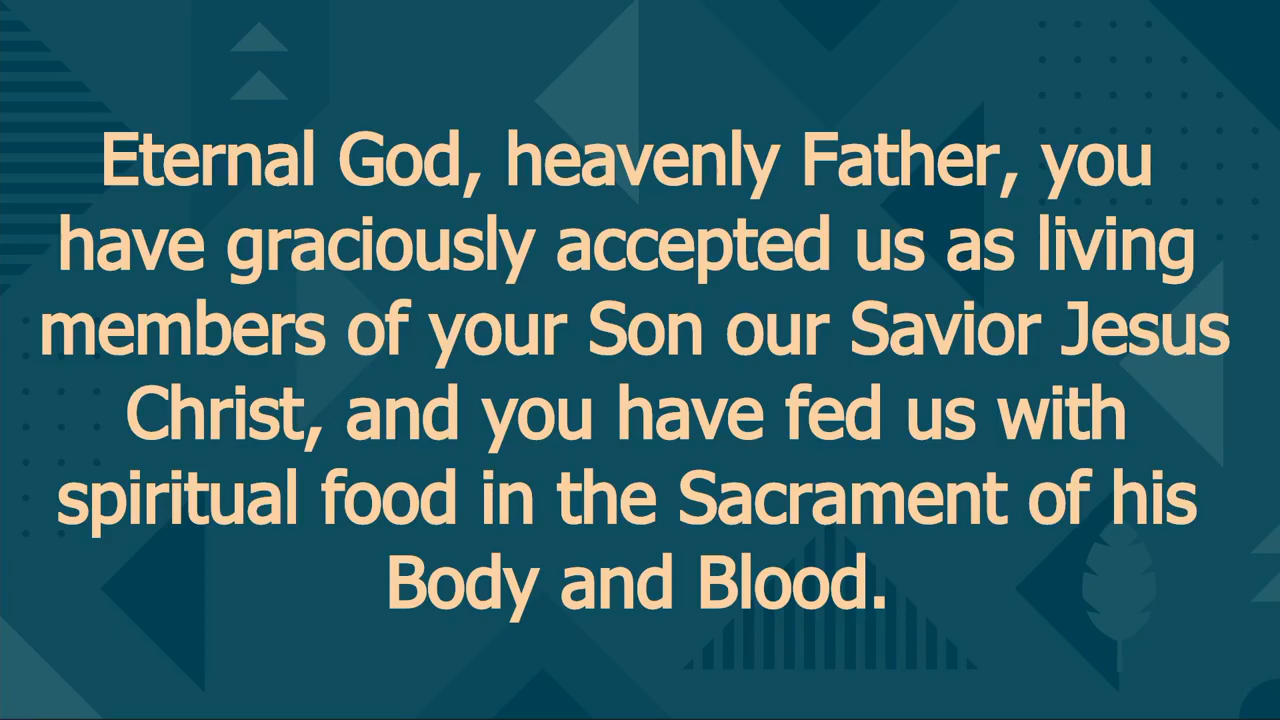 Eternal God, heavenly Father, you
have graciously accepted us as living
members of your Son our Savior Jesus
Christ, and you have fed us with
spiritual food in the Sacrament of his
Body and Blood.